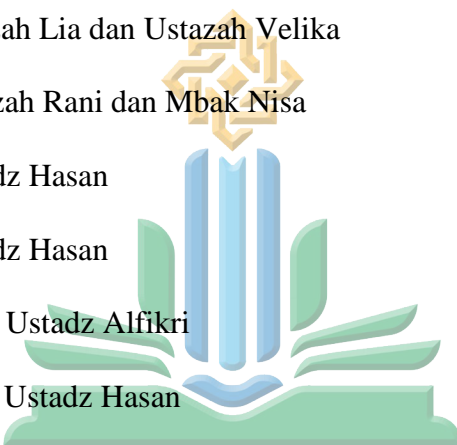 ah Lia dan Ustazah Velika
zah Rani dan Mbak Nisa
dz Hasan
dz Hasan
Ustadz Alfikri
Ustadz Hasan